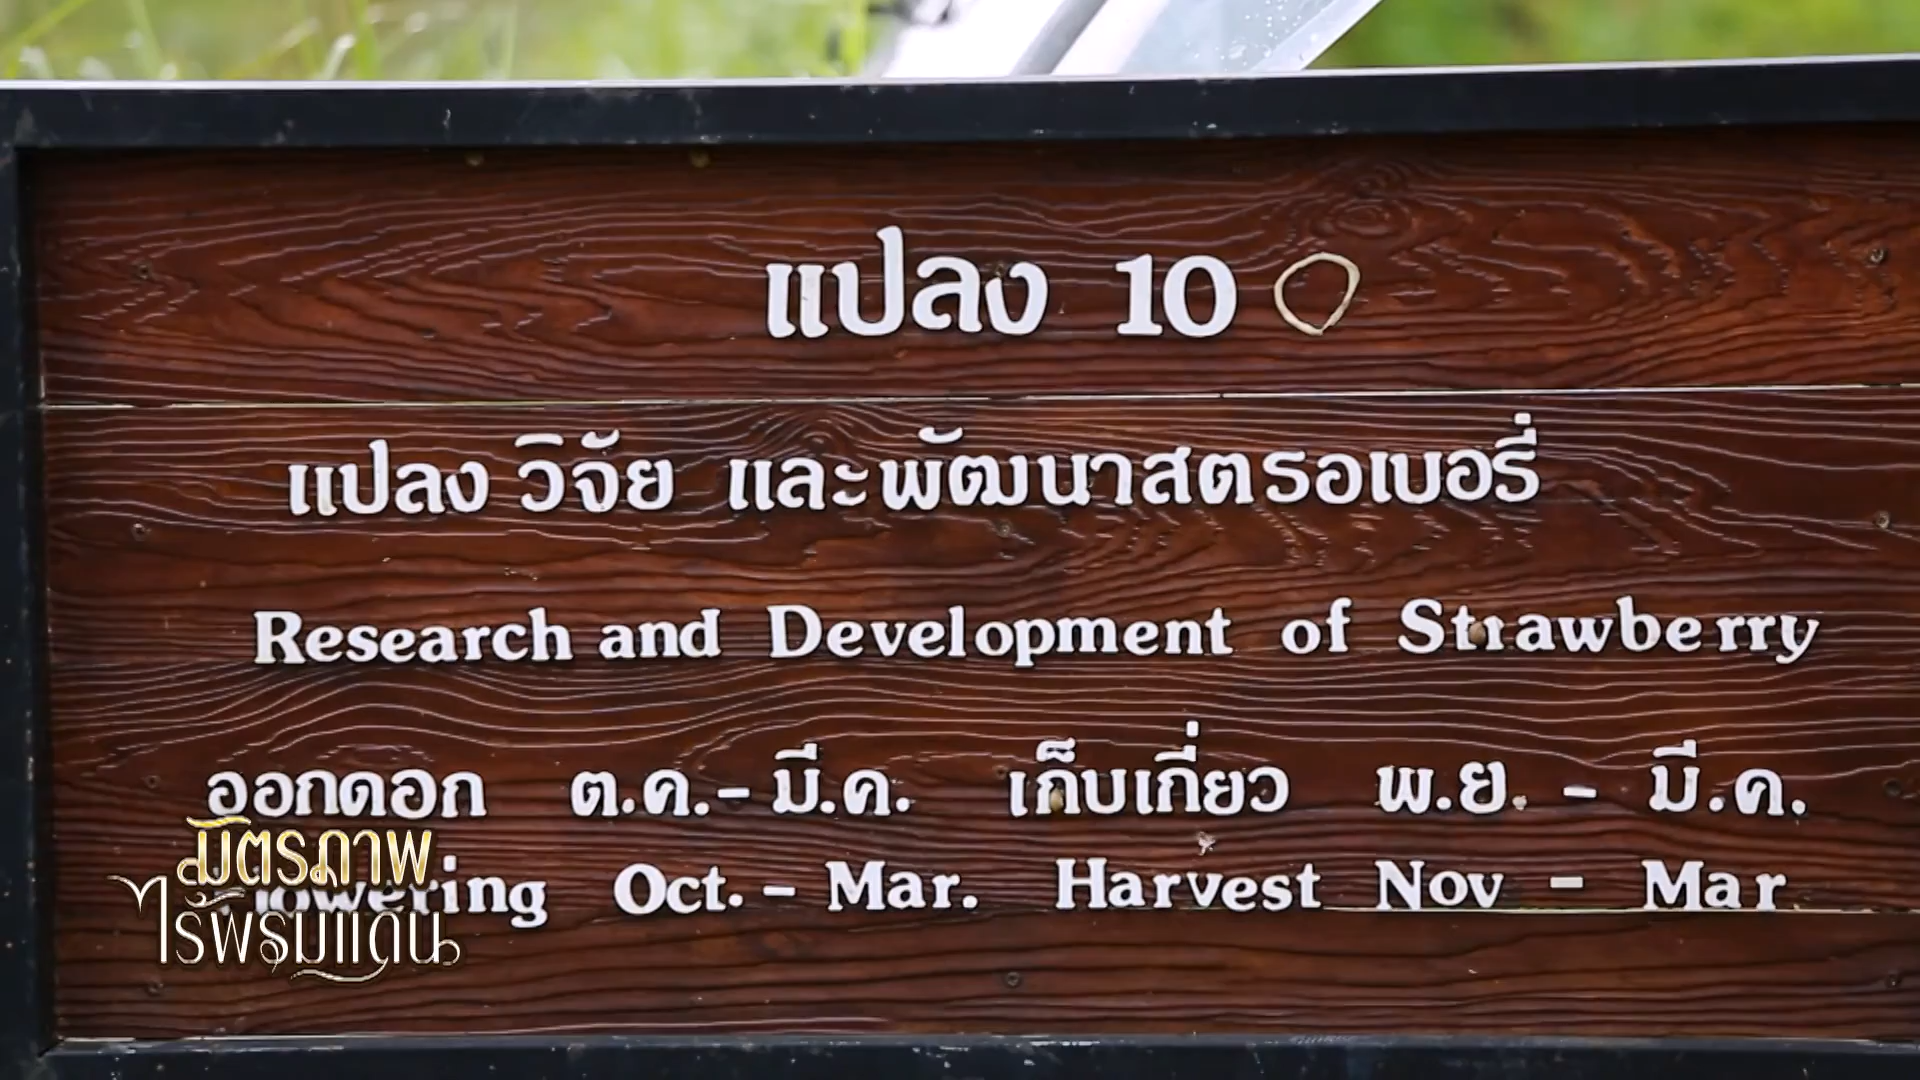 แปลง 10
แปลง วิจัย และพัฒนาสตรอเบอรี่
Research and Development of Strawberry
ออกดอก ต.ค.- มี.ค. เก็บเกี่ยว พ.ย. - มี.ค.
Flowering Oct. - Mar. Harvest Nov - Mar
มิตรภาพ
ไร้พรมแดน